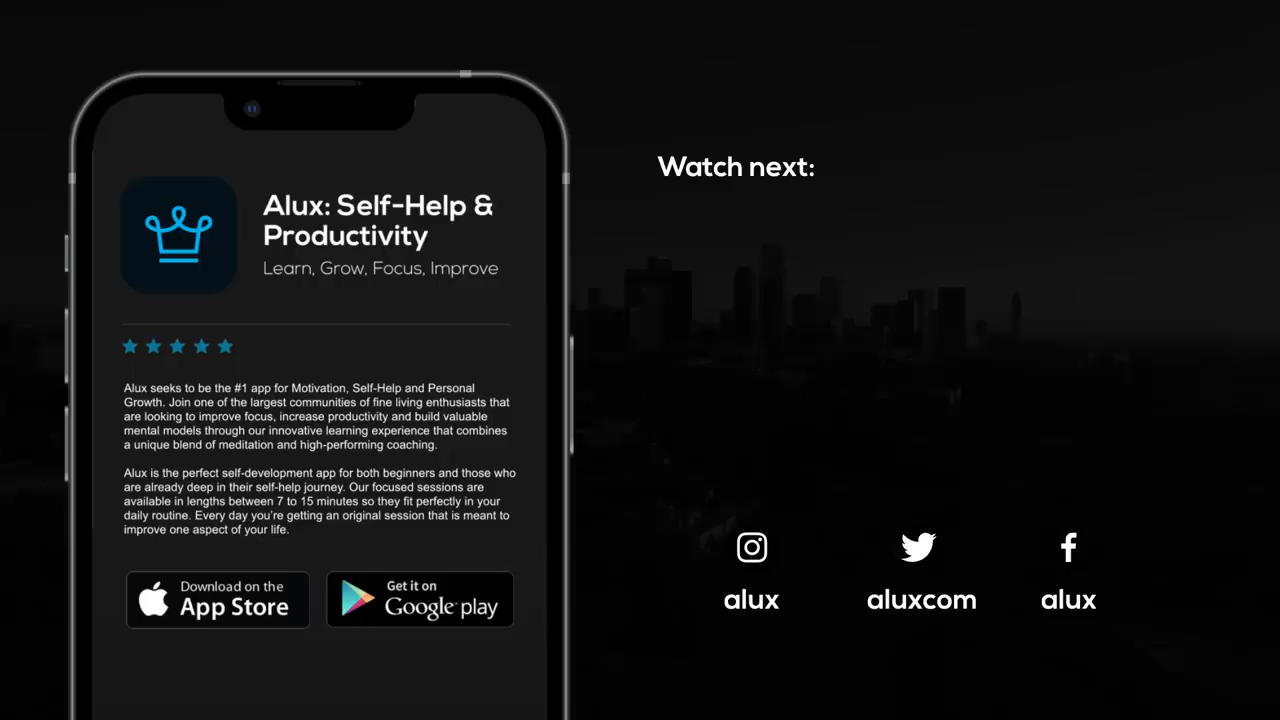 Alux: Self-Help &
Productivity
Learn, Grow, Focus, Improve
Alux seeks to be the #1 app for Motivation, Self-Help and Personal
Growth. Join one of the largest communities of fine living enthusiasts that
are looking to improve focus, increase productivity and build valuable
mental models through our innovative learning experience that combines
a unique blend of meditation and high-performing coaching.
Alux is the perfect self-development app for both beginners and those who
are already deep in their self-help journey. Our focused sessions are
available in lengths between 7 to 15 minutes so they fit perfectly in your
daily routine. Every day you're getting an original session that is meant to
improve one aspect of your life.
Download on the
App Store
Get it on
Google play
Watch next:
alux
aluxcom
alux